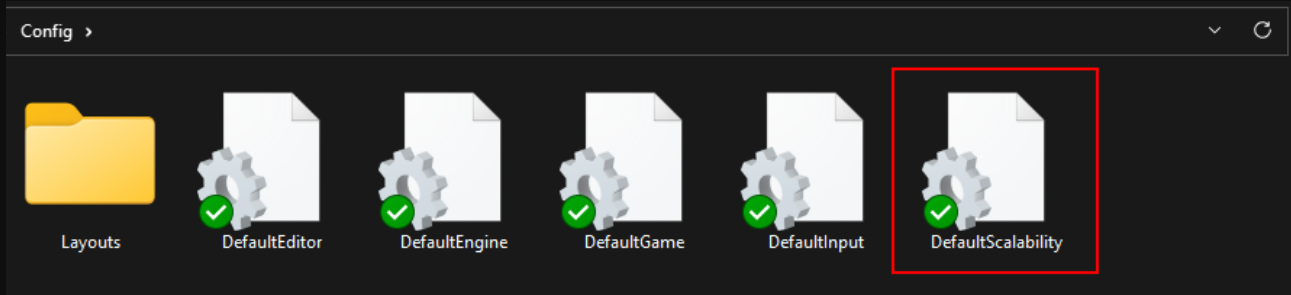 Config >
Layouts
DefaultEditor
DefaultEngine
DefaultGame
DefaultInput
DefaultScalability